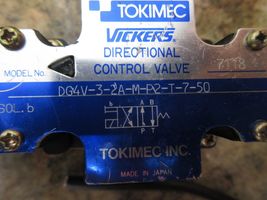 TOKIMEC
VICKERS
DIRECTIONAL
CONTROL VALVE
MODEL No.
7118
DG4V-3-2A-M-P2-T-7-50
SOL.b
b
A B
P T
TOKIMEC INC.
MADE IN JAPAN